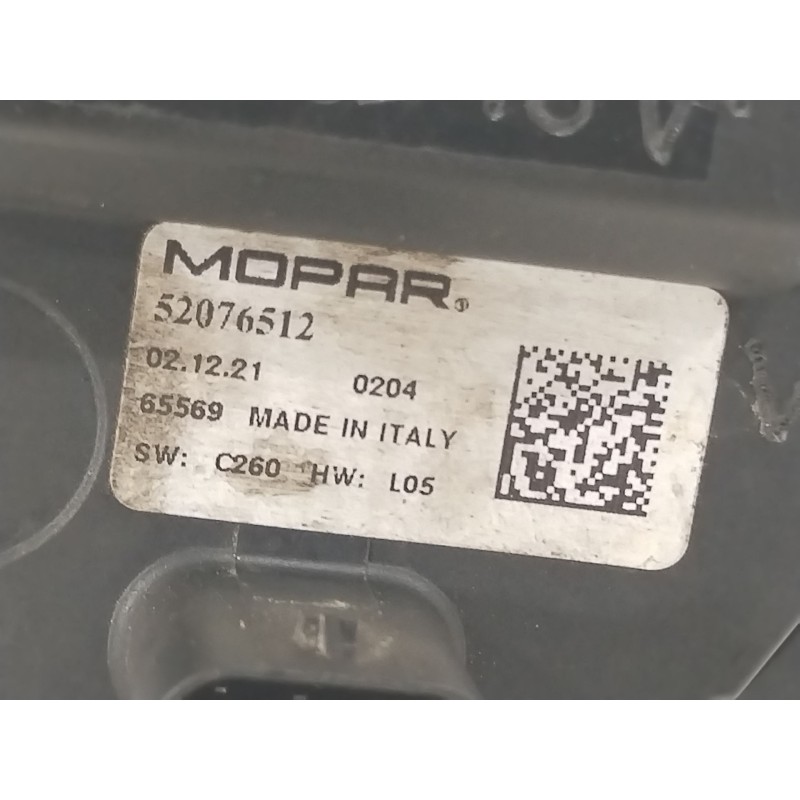 MOPAR®
52076512
02.12.21 0204
65569 MADE IN ITALY
SW: C260 HW: L05